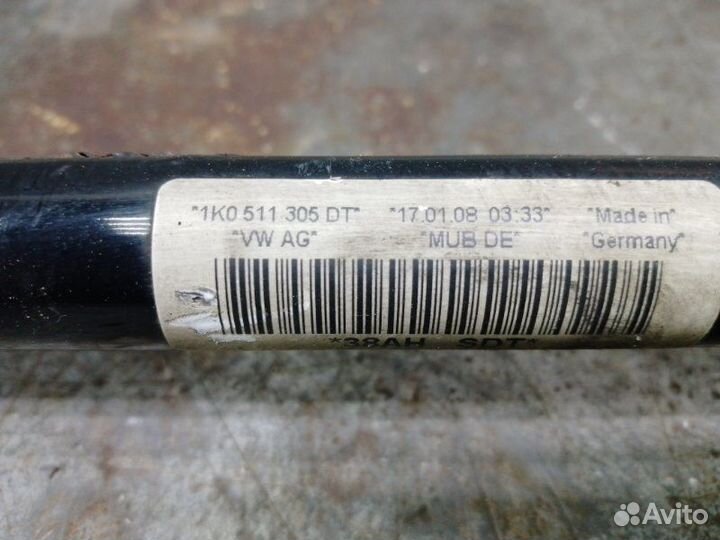 "1K0 511 305 DT" "17.01.08 03:33" "Made in"
"VW AG" "MUB DE" "Germany"
*38AH SDT*
Avito